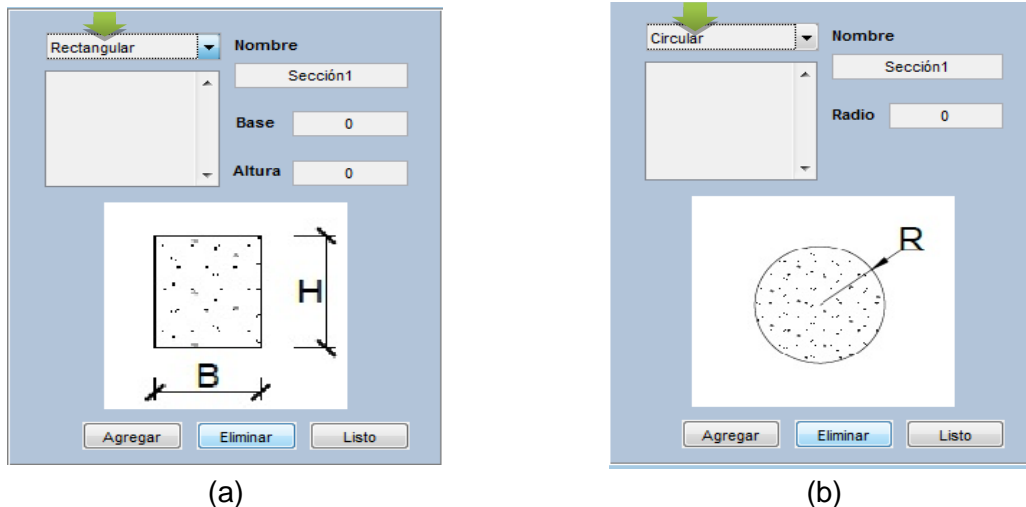 Rectangular
Nombre
Sección1
Base 0
Altura 0
H
B
Agregar Eliminar Listo
(a)
Circular
Nombre
Sección1
Radio 0
R
Agregar Eliminar Listo
(b)